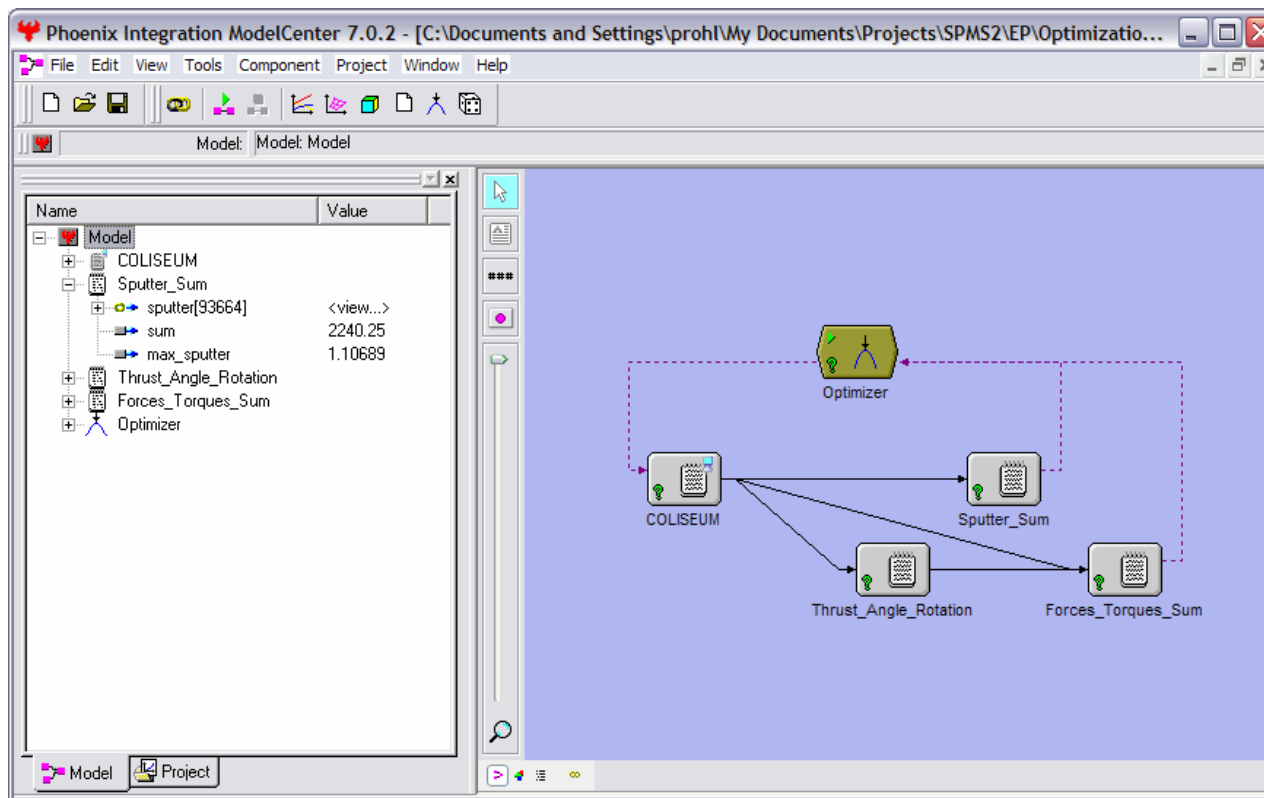 Phoenix Integration ModelCenter 7.0.2 - [C:\Documents and Settings\prohl\My Documents\Projects\SPMS2\EP\Optimizatio...
File Edit View Tools Component Project Window Help
Model: Model: Model
Name Value
Model
COLISEUM
Sputter_Sum
sputter[93664] <view...>
sum 2240.25
max_sputter 1.10689
Thrust_Angle_Rotation
Forces_Torques_Sum
Optimizer
###
Optimizer
COLISEUM
Sputter_Sum
Thrust_Angle_Rotation
Forces_Torques_Sum
Model Project